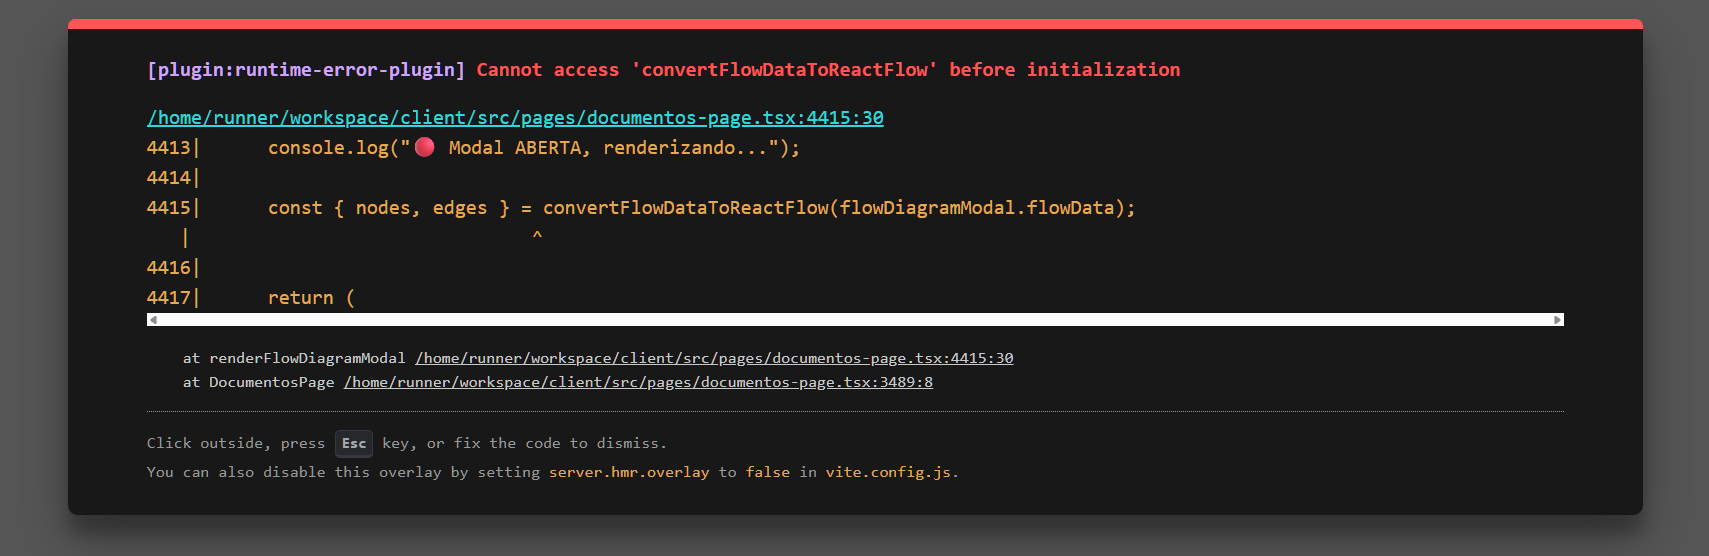 [plugin:runtime-error-plugin] Cannot access 'convertFlowDataToReactFlow' before initialization
/home/runner/workspace/client/src/pages/documentos-page.tsx:4415:30
4413|      console.log("🔴 Modal ABERTA, renderizando...");
4414|
4415|      const { nodes, edges } = convertFlowDataToReactFlow(flowDiagramModal.flowData);
    |                               ^
4416|
4417|      return (
at renderFlowDiagramModal /home/runner/workspace/client/src/pages/documentos-page.tsx:4415:30
at DocumentosPage /home/runner/workspace/client/src/pages/documentos-page.tsx:3489:8
Click outside, press Esc key, or fix the code to dismiss.
You can also disable this overlay by setting server.hmr.overlay to false in vite.config.js.